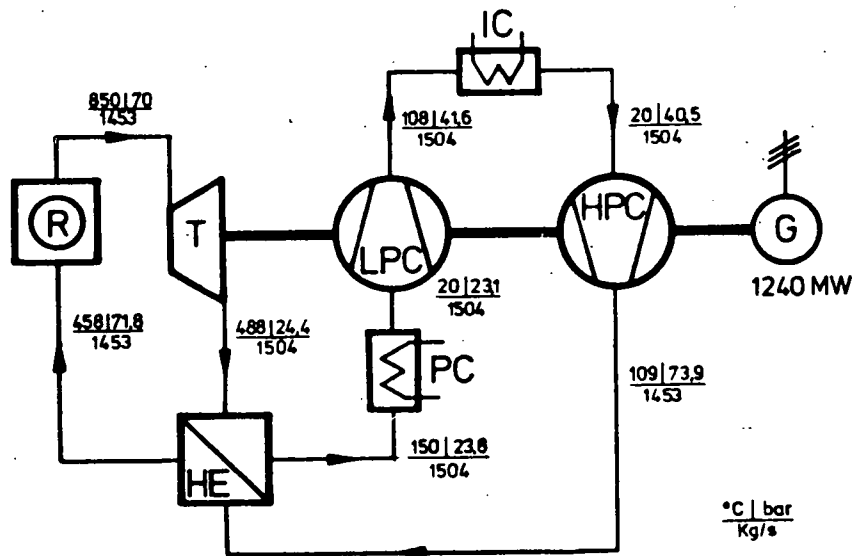 IC
850|70
1453
108|41,6
1504
20|40,5
1504
R
T
LPC
HPC
G
1240 MW
20|23,1
1504
458|71,8
1453
488|24,4
1504
PC
109|73,9
1453
HE
150|23,8
1504
°C | bar
Kg/s